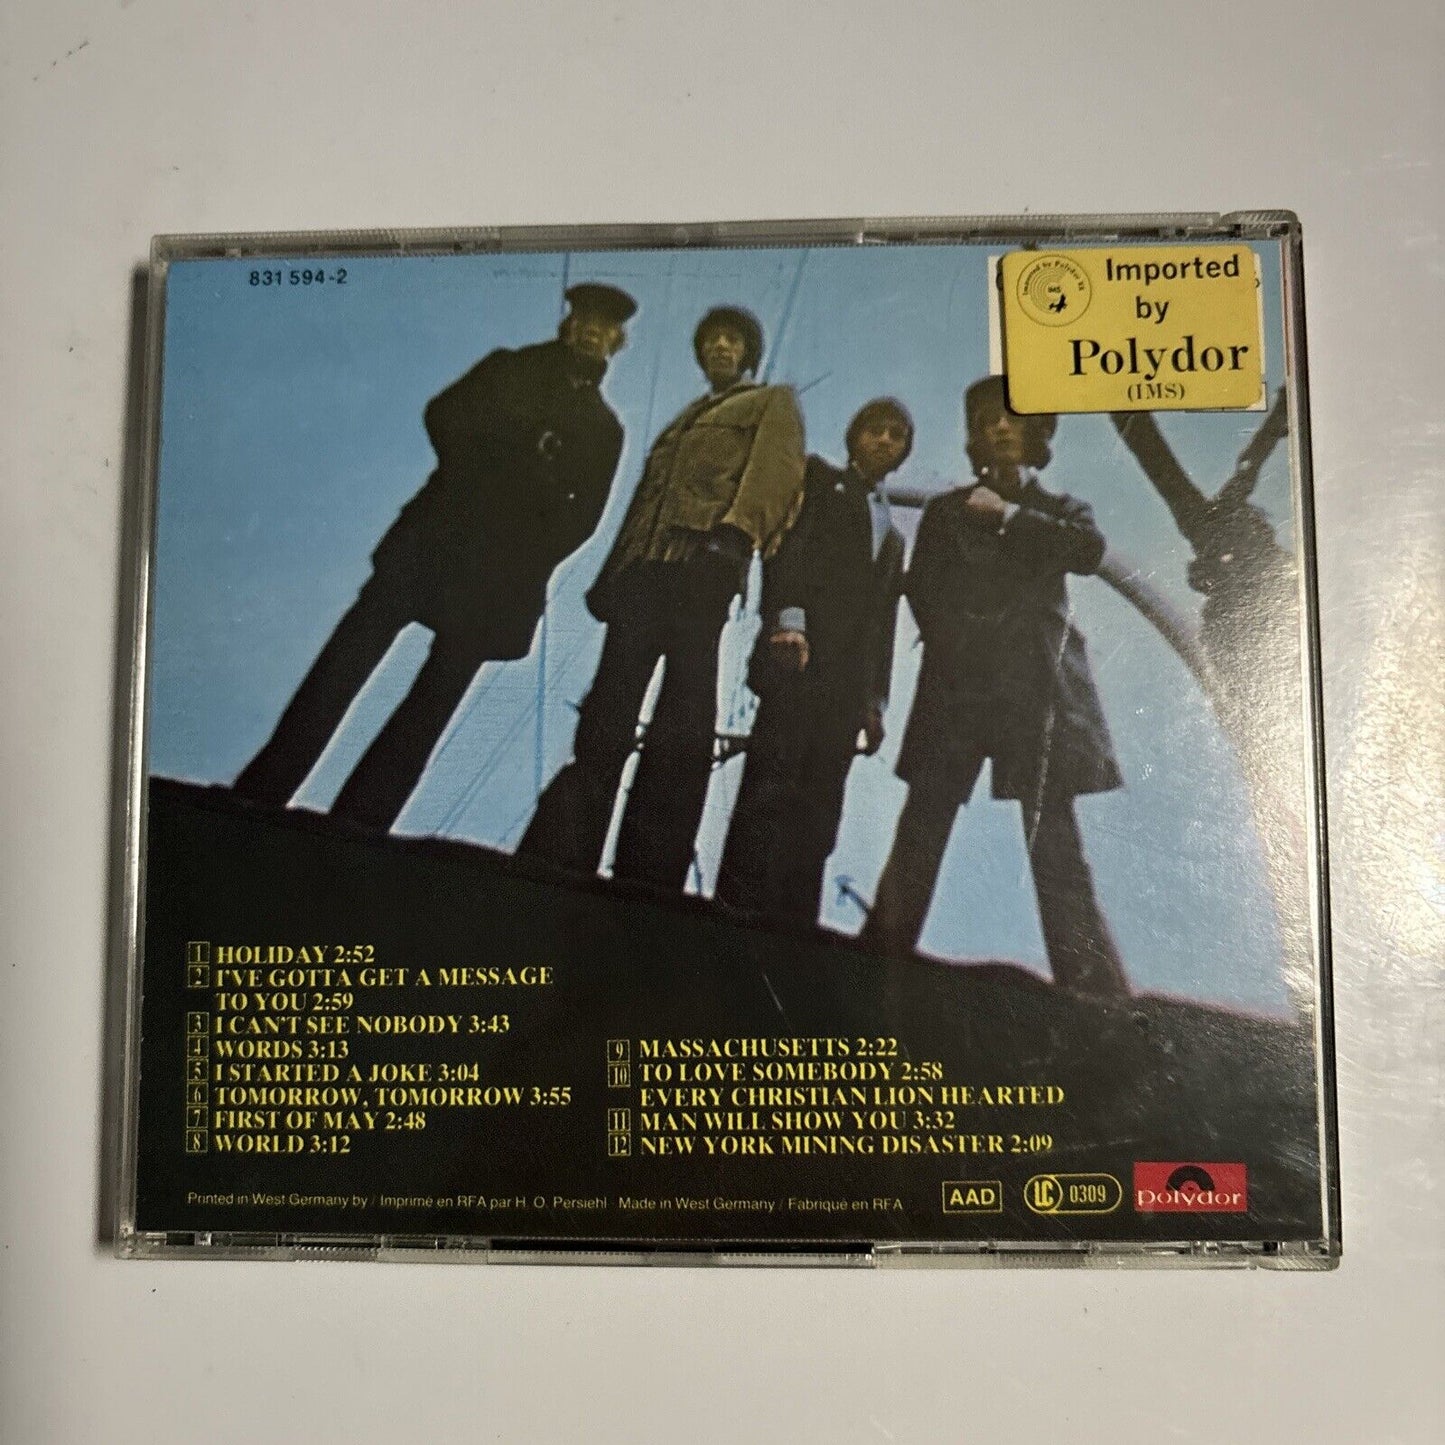 831 594-2
Imported by Polydor UK
IMS
Imported
by
Polydor
(IMS)
1 HOLIDAY 2:52
2 I'VE GOTTA GET A MESSAGE
TO YOU 2:59
3 I CAN'T SEE NOBODY 3:43
4 WORDS 3:13
5 I STARTED A JOKE 3:04
6 TOMORROW, TOMORROW 3:55
7 FIRST OF MAY 2:48
8 WORLD 3:12
9 MASSACHUSETTS 2:22
10 TO LOVE SOMEBODY 2:58
EVERY CHRISTIAN LION HEARTED
11 MAN WILL SHOW YOU 3:32
12 NEW YORK MINING DISASTER 2:09
Printed in West Germany by / Imprimé en RFA par H. O. Persiehl · Made in West Germany / Fabriqué en RFA
AAD
LC 0309
Polydor